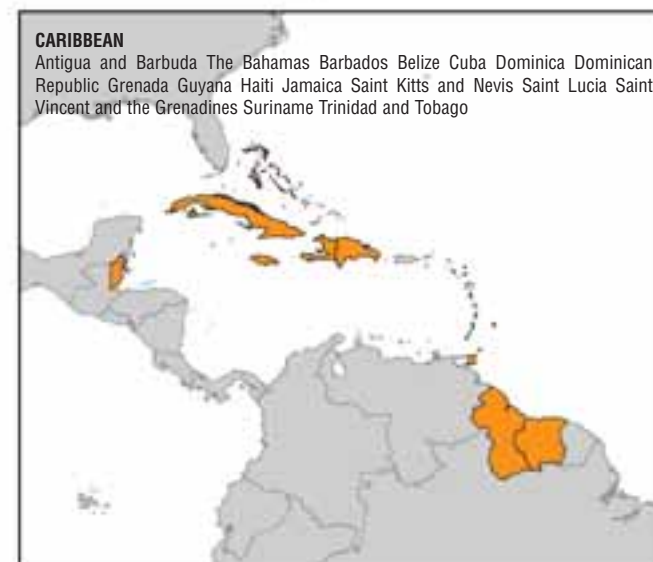 CARIBBEAN
Antigua and Barbuda The Bahamas Barbados Belize Cuba Dominica Dominican
Republic Grenada Guyana Haiti Jamaica Saint Kitts and Nevis Saint Lucia Saint
Vincent and the Grenadines Suriname Trinidad and Tobago